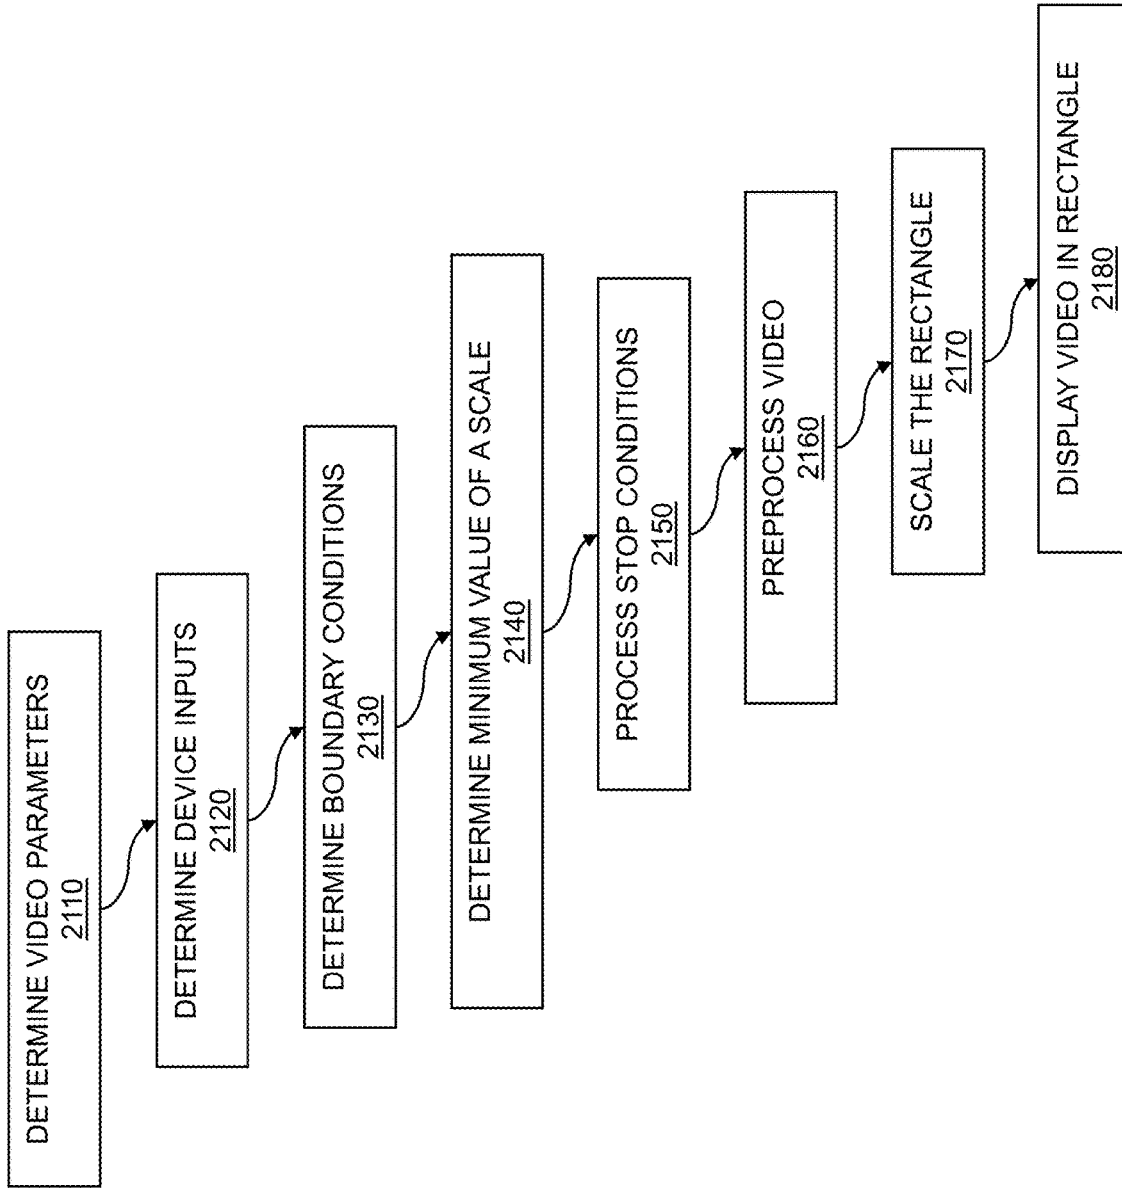 DETERMINE VIDEO PARAMETERS
2110
DETERMINE DEVICE INPUTS
2120
DETERMINE BOUNDARY CONDITIONS
2130
DETERMINE MINIMUM VALUE OF A SCALE
2140
PROCESS STOP CONDITIONS
2150
PREPROCESS VIDEO
2160
SCALE THE RECTANGLE
2170
DISPLAY VIDEO IN RECTANGLE
2180